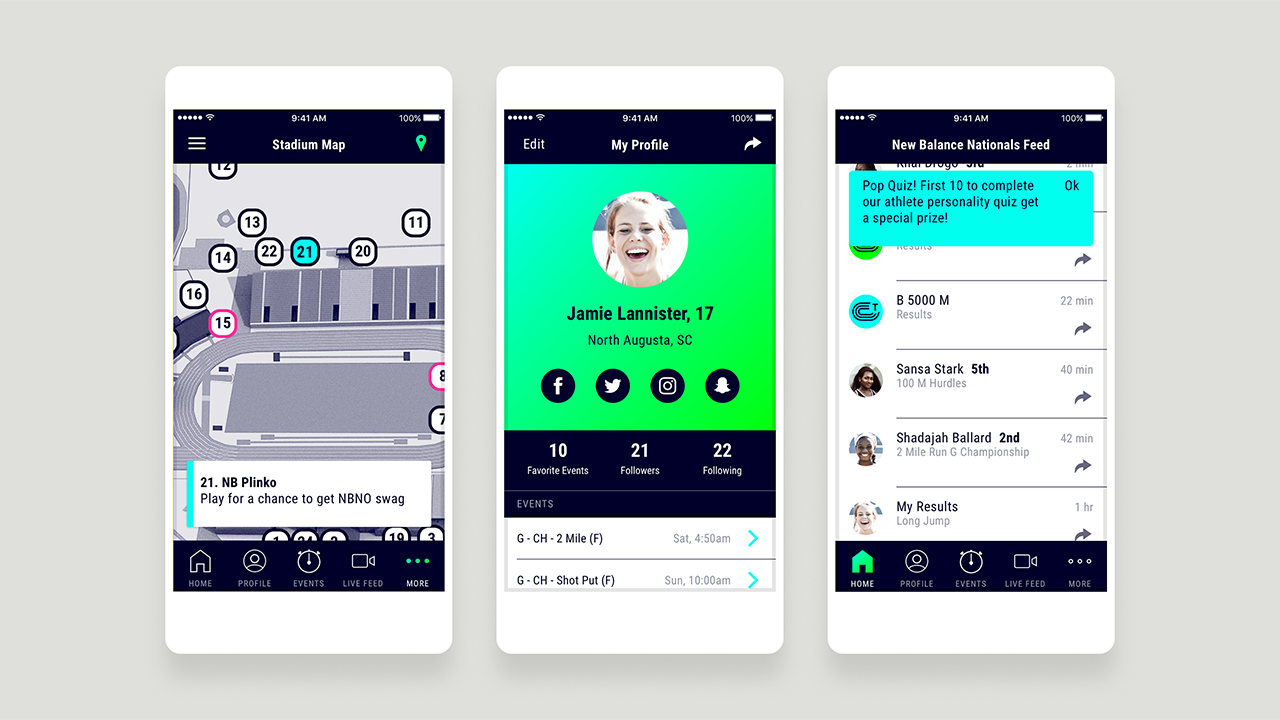 9:41 AM
100%
Stadium Map
12
13
11
22
21
20
14
16
15
8
7
21. NB Plinko
Play for a chance to get NBNO swag
19
3
HOME
PROFILE
EVENTS
LIVE FEED
MORE
9:41 AM
100%
Edit
My Profile
Jamie Lannister, 17
North Augusta, SC
10
21
22
Favorite Events
Followers
Following
EVENTS
G - CH - 2 Mile (F)
Sat, 4:50am
G - CH - Shot Put (F)
Sun, 10:00am
9:41 AM
100%
New Balance Nationals Feed
Khal Drogo 3rd
2 min
Pop Quiz! First 10 to complete
our athlete personality quiz get
a special prize!
Ok
Results
T
B 5000 M
22 min
Results
Sansa Stark 5th
40 min
100 M Hurdles
Shadajah Ballard 2nd
42 min
2 Mile Run G Championship
My Results
1 hr
Long Jump
HOME
PROFILE
EVENTS
LIVE FEED
MORE